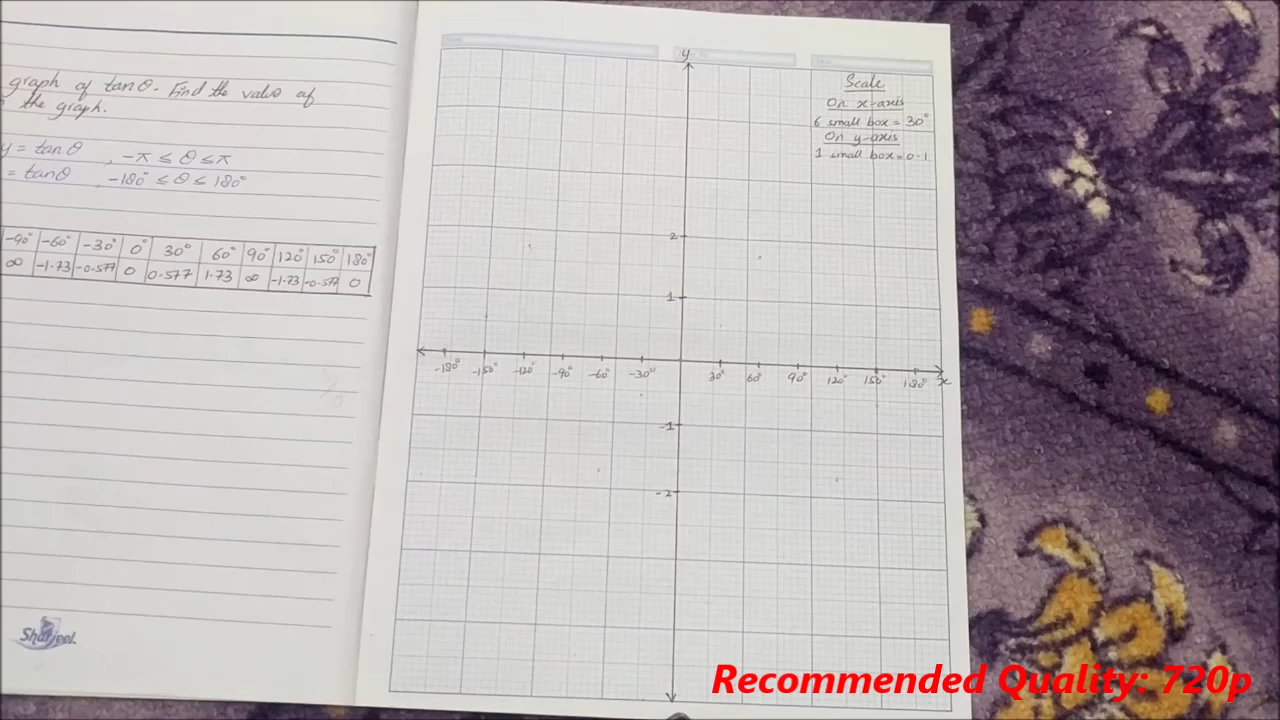 graph of tanθ. Find the value of
the graph.
y = tanθ , -π ≤ θ ≤ π
= tanθ , -180° ≤ θ ≤ 180°
-90° -60° -30° 0° 30° 60° 90° 120° 150° 180°
∞ -1.73 -0.577 0 0.577 1.73 ∞ -1.73 -0.577 0
Sharjeel
y
Scale
On x-axis
6 small box = 30°
On y-axis
1 small box = 0.1
2
1
-180° -150° -120° -90° -60° -30° 30° 60° 90° 120° 150° 180° x
-1
-2
Recommended Quality: 720p